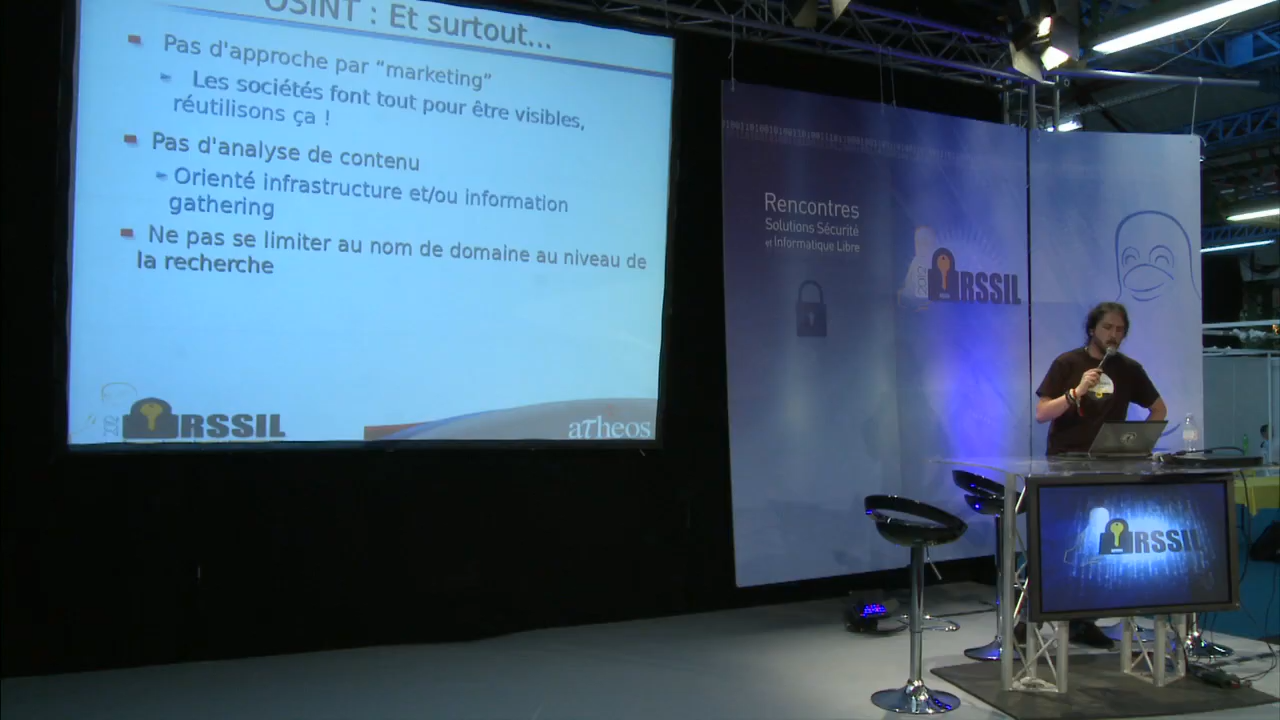 OSINT : Et surtout...
Pas d'approche par “marketing”
Les sociétés font tout pour être visibles,
réutilisons ça !
Pas d'analyse de contenu
Orienté infrastructure et/ou information
gathering
Ne pas se limiter au nom de domaine au niveau de
la recherche
RSSIL
atheos
Rencontres
Solutions Sécurité
et Informatique Libre
RSSIL
RSSIL